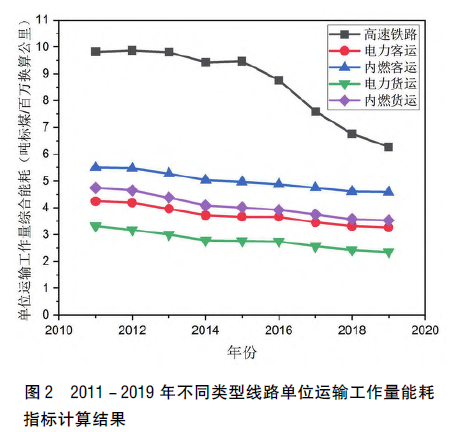 单位运输工作量综合能耗（吨标煤/百万换算公里）
11
10
9
8
7
6
5
4
3
2
1
0
高速铁路
电力客运
内燃客运
电力货运
内燃货运
2010 2012 2014 2016 2018 2020
年份
图2 2011-2019 年不同类型线路单位运输工作量能耗
指标计算结果